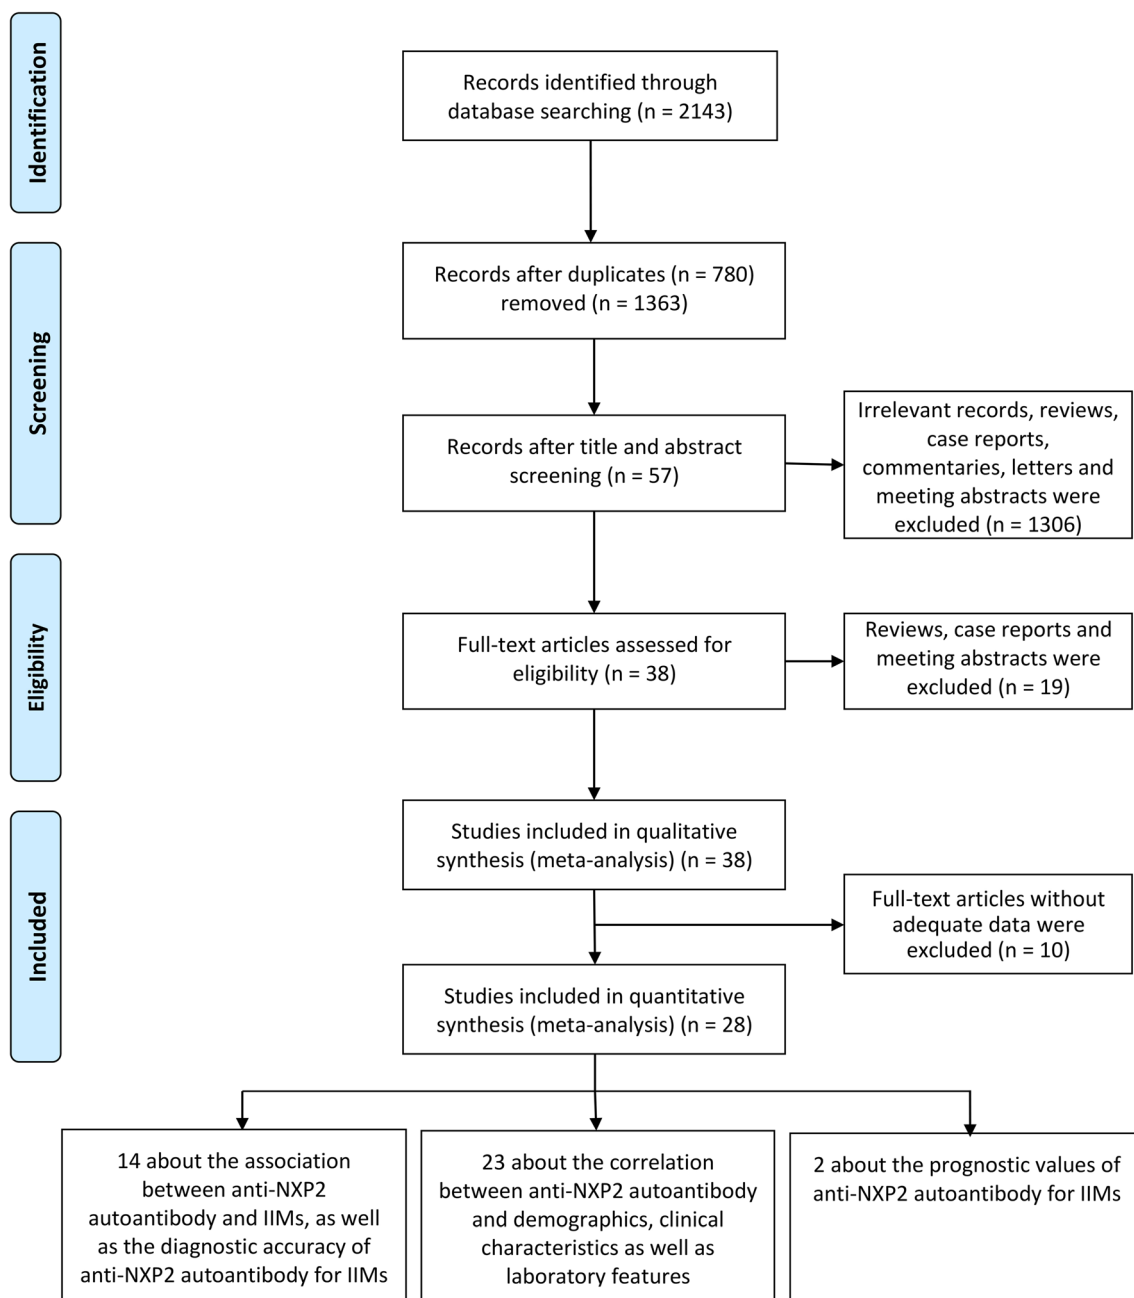 Identification
Records identified through
database searching (n = 2143)
Screening
Records after duplicates (n = 780)
removed (n = 1363)
Records after title and abstract
screening (n = 57)
Irrelevant records, reviews,
case reports,
commentaries, letters and
meeting abstracts were
excluded (n = 1306)
Eligibility
Full-text articles assessed for
eligibility (n = 38)
Reviews, case reports and
meeting abstracts were
excluded (n = 19)
Included
Studies included in qualitative
synthesis (meta-analysis) (n = 38)
Full-text articles without
adequate data were
excluded (n = 10)
Studies included in quantitative
synthesis (meta-analysis) (n = 28)
14 about the association
between anti-NXP2
autoantibody and IIMs, as well
as the diagnostic accuracy of
anti-NXP2 autoantibody for IIMs
23 about the correlation
between anti-NXP2 autoantibody
and demographics, clinical
characteristics as well as
laboratory features
2 about the prognostic values of
anti-NXP2 autoantibody for IIMs